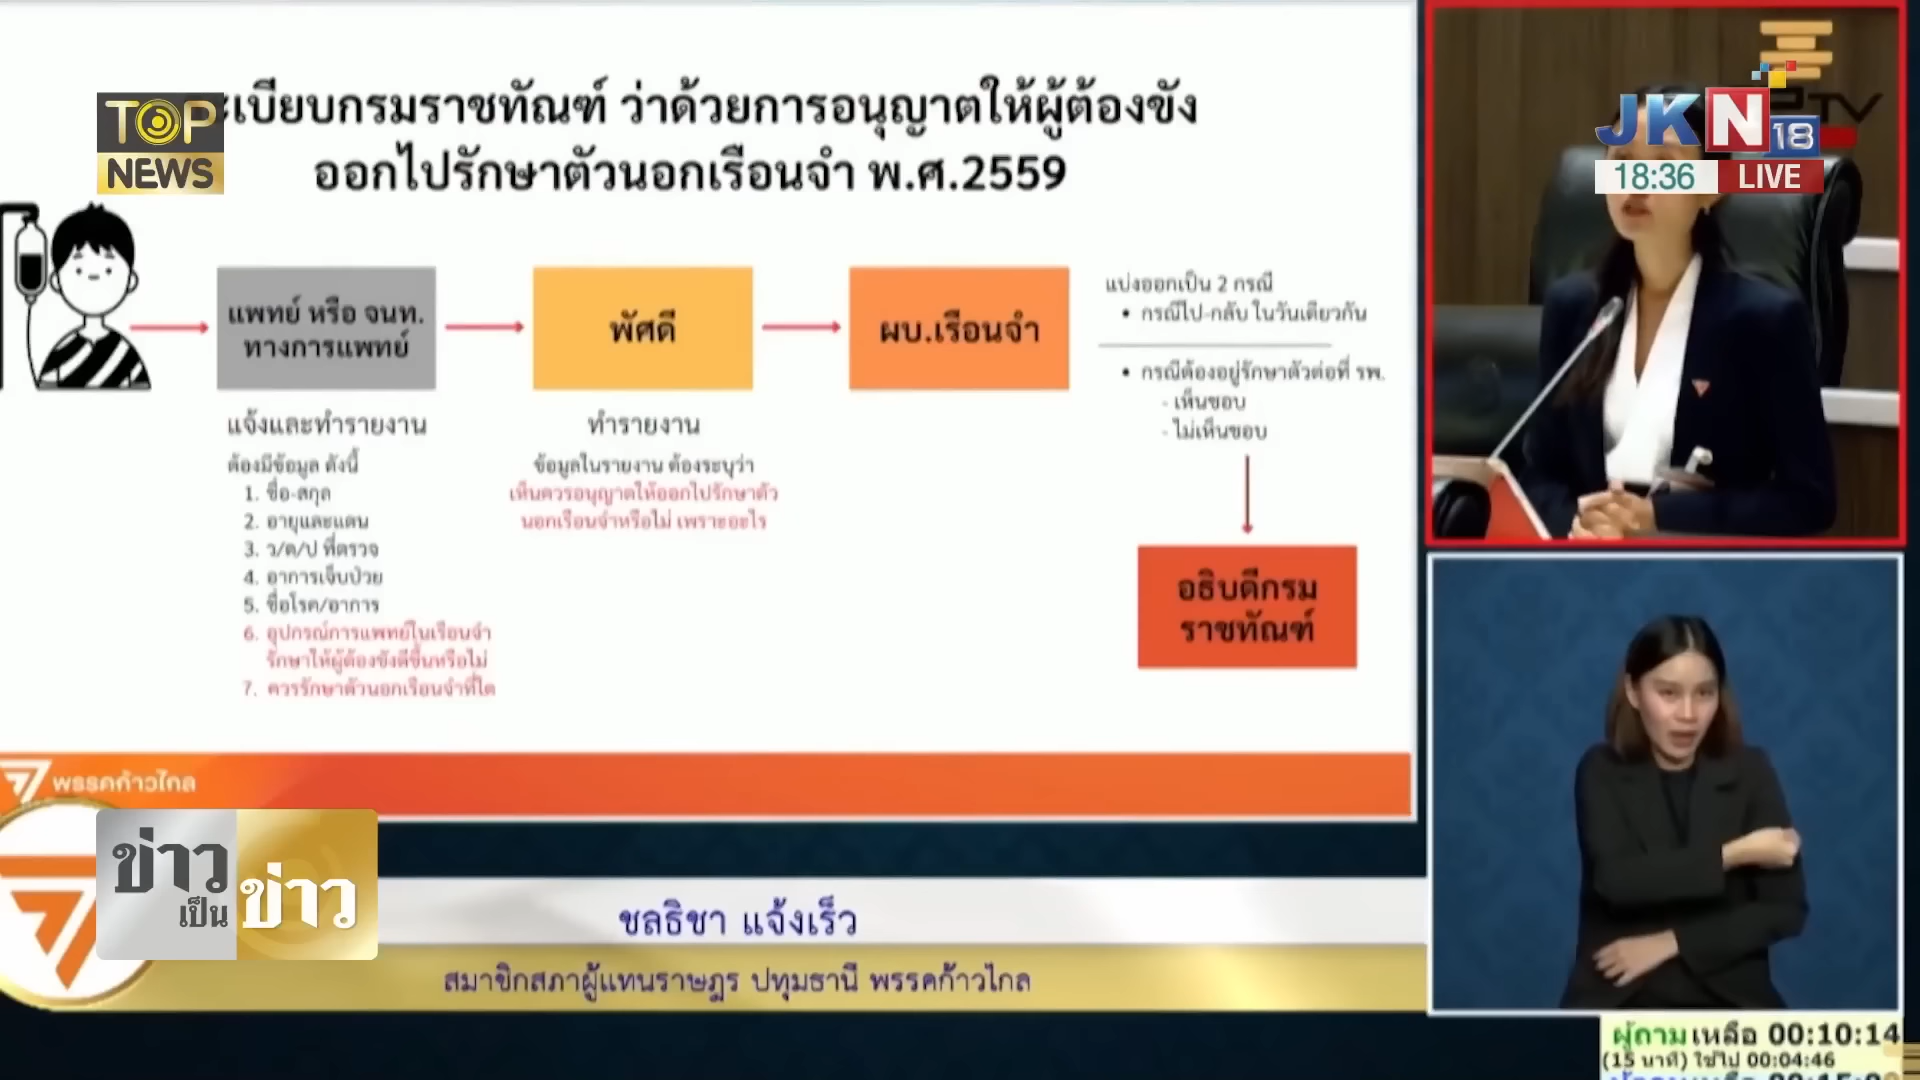 TOP
NEWS
ะเบียบกรมราชทัณฑ์ ว่าด้วยการอนุญาตให้ผู้ต้องขัง
ออกไปรักษาตัวนอกเรือนจำ พ.ศ.2559
แพทย์ หรือ จนท.
ทางการแพทย์
แจ้งและทำรายงาน
ต้องมีข้อมูล ดังนี้
1. ชื่อ-สกุล
2. อายุและแดน
3. ว/ด/ป ที่ตรวจ
4. อาการเจ็บป่วย
5. ชื่อโรค/อาการ
6. อุปกรณ์การแพทย์ในเรือนจำ
รักษาให้ผู้ต้องขังดีขึ้นหรือไม่
7. ควรรักษาตัวนอกเรือนจำที่ใด
พัศดี
ทำรายงาน
ข้อมูลในรายงาน ต้องระบุว่า
เห็นควรอนุญาตให้ออกไปรักษาตัว
นอกเรือนจำหรือไม่ เพราะอะไร
ผบ.เรือนจำ
แบ่งออกเป็น 2 กรณี
• กรณีไป-กลับ ในวันเดียวกัน
• กรณีต้องอยู่รักษาตัวต่อที่ รพ.
- เห็นชอบ
- ไม่เห็นชอบ
อธิบดีกรม
ราชทัณฑ์
พรรคก้าวไกล
JKN18
TV
18:36 LIVE
ข่าว
เป็น
ข่าว
ชลธิชา แจ้งเร็ว
สมาชิกสภาผู้แทนราษฎร ปทุมธานี พรรคก้าวไกล
ผู้ถามเหลือ 00:10:14
(15 นาที) ใช้ไป 00:04:46